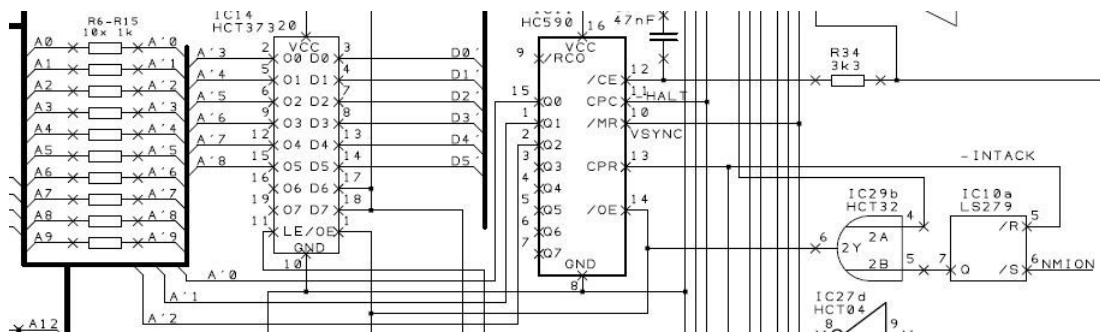 R6-R15
10x 1k
A0 A'0
A1 A'1
A2 A'2
A3 A'3
A4 A'4
A5 A'5
A6 A'6
A7 A'7
A8 A'8
A9 A'9
A12
A'0
A'1
A'2
IC14
HCT373 20
VCC
A'3 2 O0 D0 3 D0'
A'4 5 O1 D1 4 D1'
A'5 6 O2 D2 7 D2'
A'6 9 O3 D3 8 D3'
A'7 12 O4 D4 13 D4'
A'8 15 O5 D5 14 D5'
16 O6 D6 17
19 O7 D7 18
11 LE /OE 1
GND
10
HC590
16
47nF
VCC
9 /RCO
/CE 12
15 Q0 CPC 11 -HALT
1 Q1 /MR 10
VSYNC
2 Q2
3 Q3 CPR 13
4 Q4
5 Q5 /OE 14
6 Q6
7 Q7
GND
8
R34
3k3
-INTACK
IC29b
HCT32
4
2A
6 2Y
2B 5
IC10a
LS279
/R 5
7 Q /S 6 NMION
IC27d
HCT04
8 9